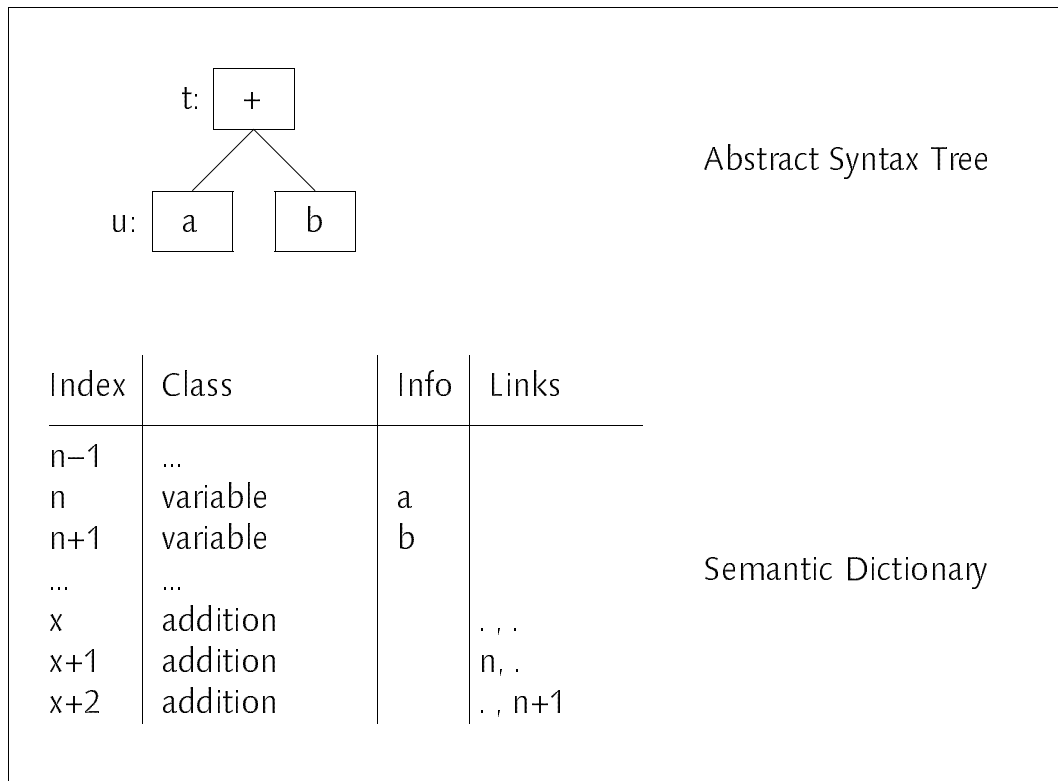 t: +
Abstract Syntax Tree
u: a b
Index Class Info Links
n–1 ...
n variable a
n+1 variable b
Semantic Dictionary
... ...
x addition . , .
x+1 addition n, .
x+2 addition . , n+1